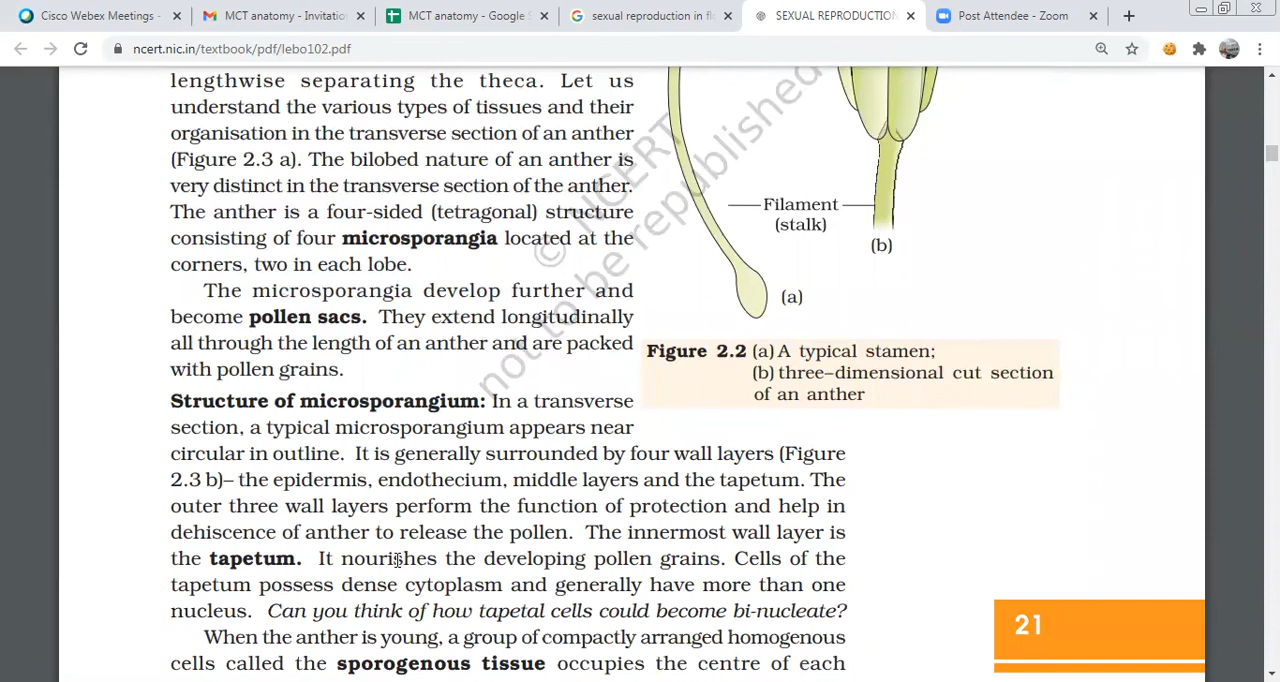 Cisco Webex Meetings -
MCT anatomy - Invitatio
MCT anatomy - Google
sexual reproduction in fl
SEXUAL REPRODUCTION
Post Attendee - Zoom
ncert.nic.in/textbook/pdf/lebo102.pdf
lengthwise separating the theca. Let us
understand the various types of tissues and their
organisation in the transverse section of an anther
(Figure 2.3 a). The bilobed nature of an anther is
very distinct in the transverse section of the anther.
The anther is a four-sided (tetragonal) structure
consisting of four microsporangia located at the
corners, two in each lobe.
The microsporangia develop further and
become pollen sacs. They extend longitudinally
all through the length of an anther and are packed
with pollen grains.
Structure of microsporangium: In a transverse
section, a typical microsporangium appears near
circular in outline. It is generally surrounded by four wall layers (Figure
2.3 b)– the epidermis, endothecium, middle layers and the tapetum. The
outer three wall layers perform the function of protection and help in
dehiscence of anther to release the pollen. The innermost wall layer is
the tapetum. It nourishes the developing pollen grains. Cells of the
tapetum possess dense cytoplasm and generally have more than one
nucleus. Can you think of how tapetal cells could become bi-nucleate?
When the anther is young, a group of compactly arranged homogenous
cells called the sporogenous tissue occupies the centre of each
Filament
(stalk)
(b)
(a)
Figure 2.2 (a) A typical stamen;
(b) three–dimensional cut section
of an anther
© NCERT
not to be republished
21